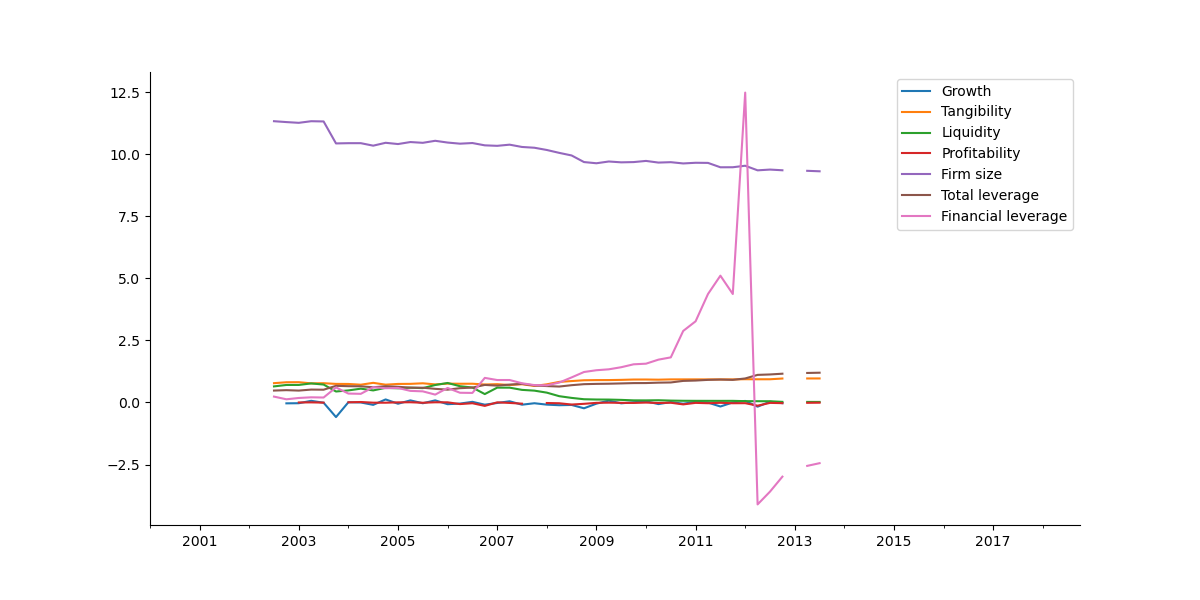 12.5
10.0
7.5
5.0
2.5
0.0
−2.5
2001 2003 2005 2007 2009 2011 2013 2015 2017
Growth
Tangibility
Liquidity
Profitability
Firm size
Total leverage
Financial leverage